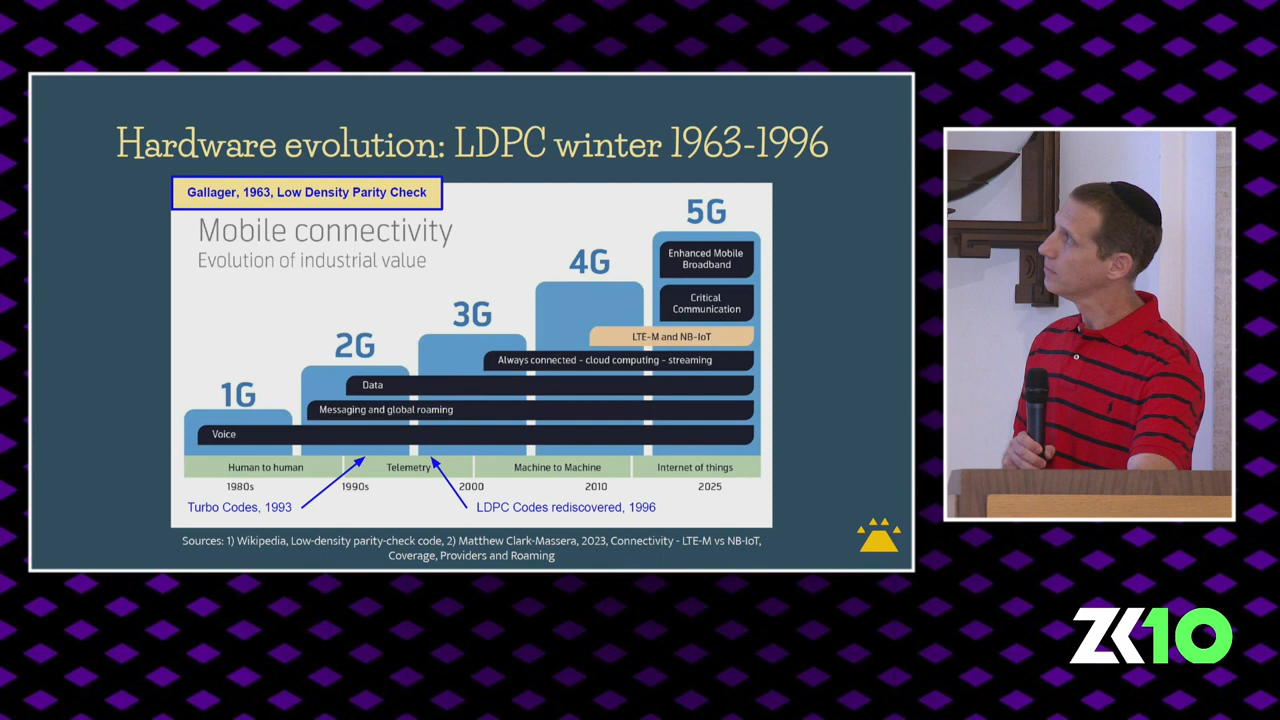 Hardware evolution: LDPC winter 1963-1996
Gallager, 1963, Low Density Parity Check
Mobile connectivity
Evolution of industrial value
5G
Enhanced Mobile
Broadband
Critical
Communication
4G
LTE-M and NB-IoT
3G
Always connected - cloud computing - streaming
2G
Data
Messaging and global roaming
1G
Voice
Human to human
Telemetry
Machine to Machine
Internet of things
1980s
1990s
2000
2010
2025
Turbo Codes, 1993
LDPC Codes rediscovered, 1996
Sources: 1) Wikipedia, Low-density parity-check code, 2) Matthew Clark-Massera, 2023, Connectivity - LTE-M vs NB-IoT,
Coverage, Providers and Roaming
ZK10